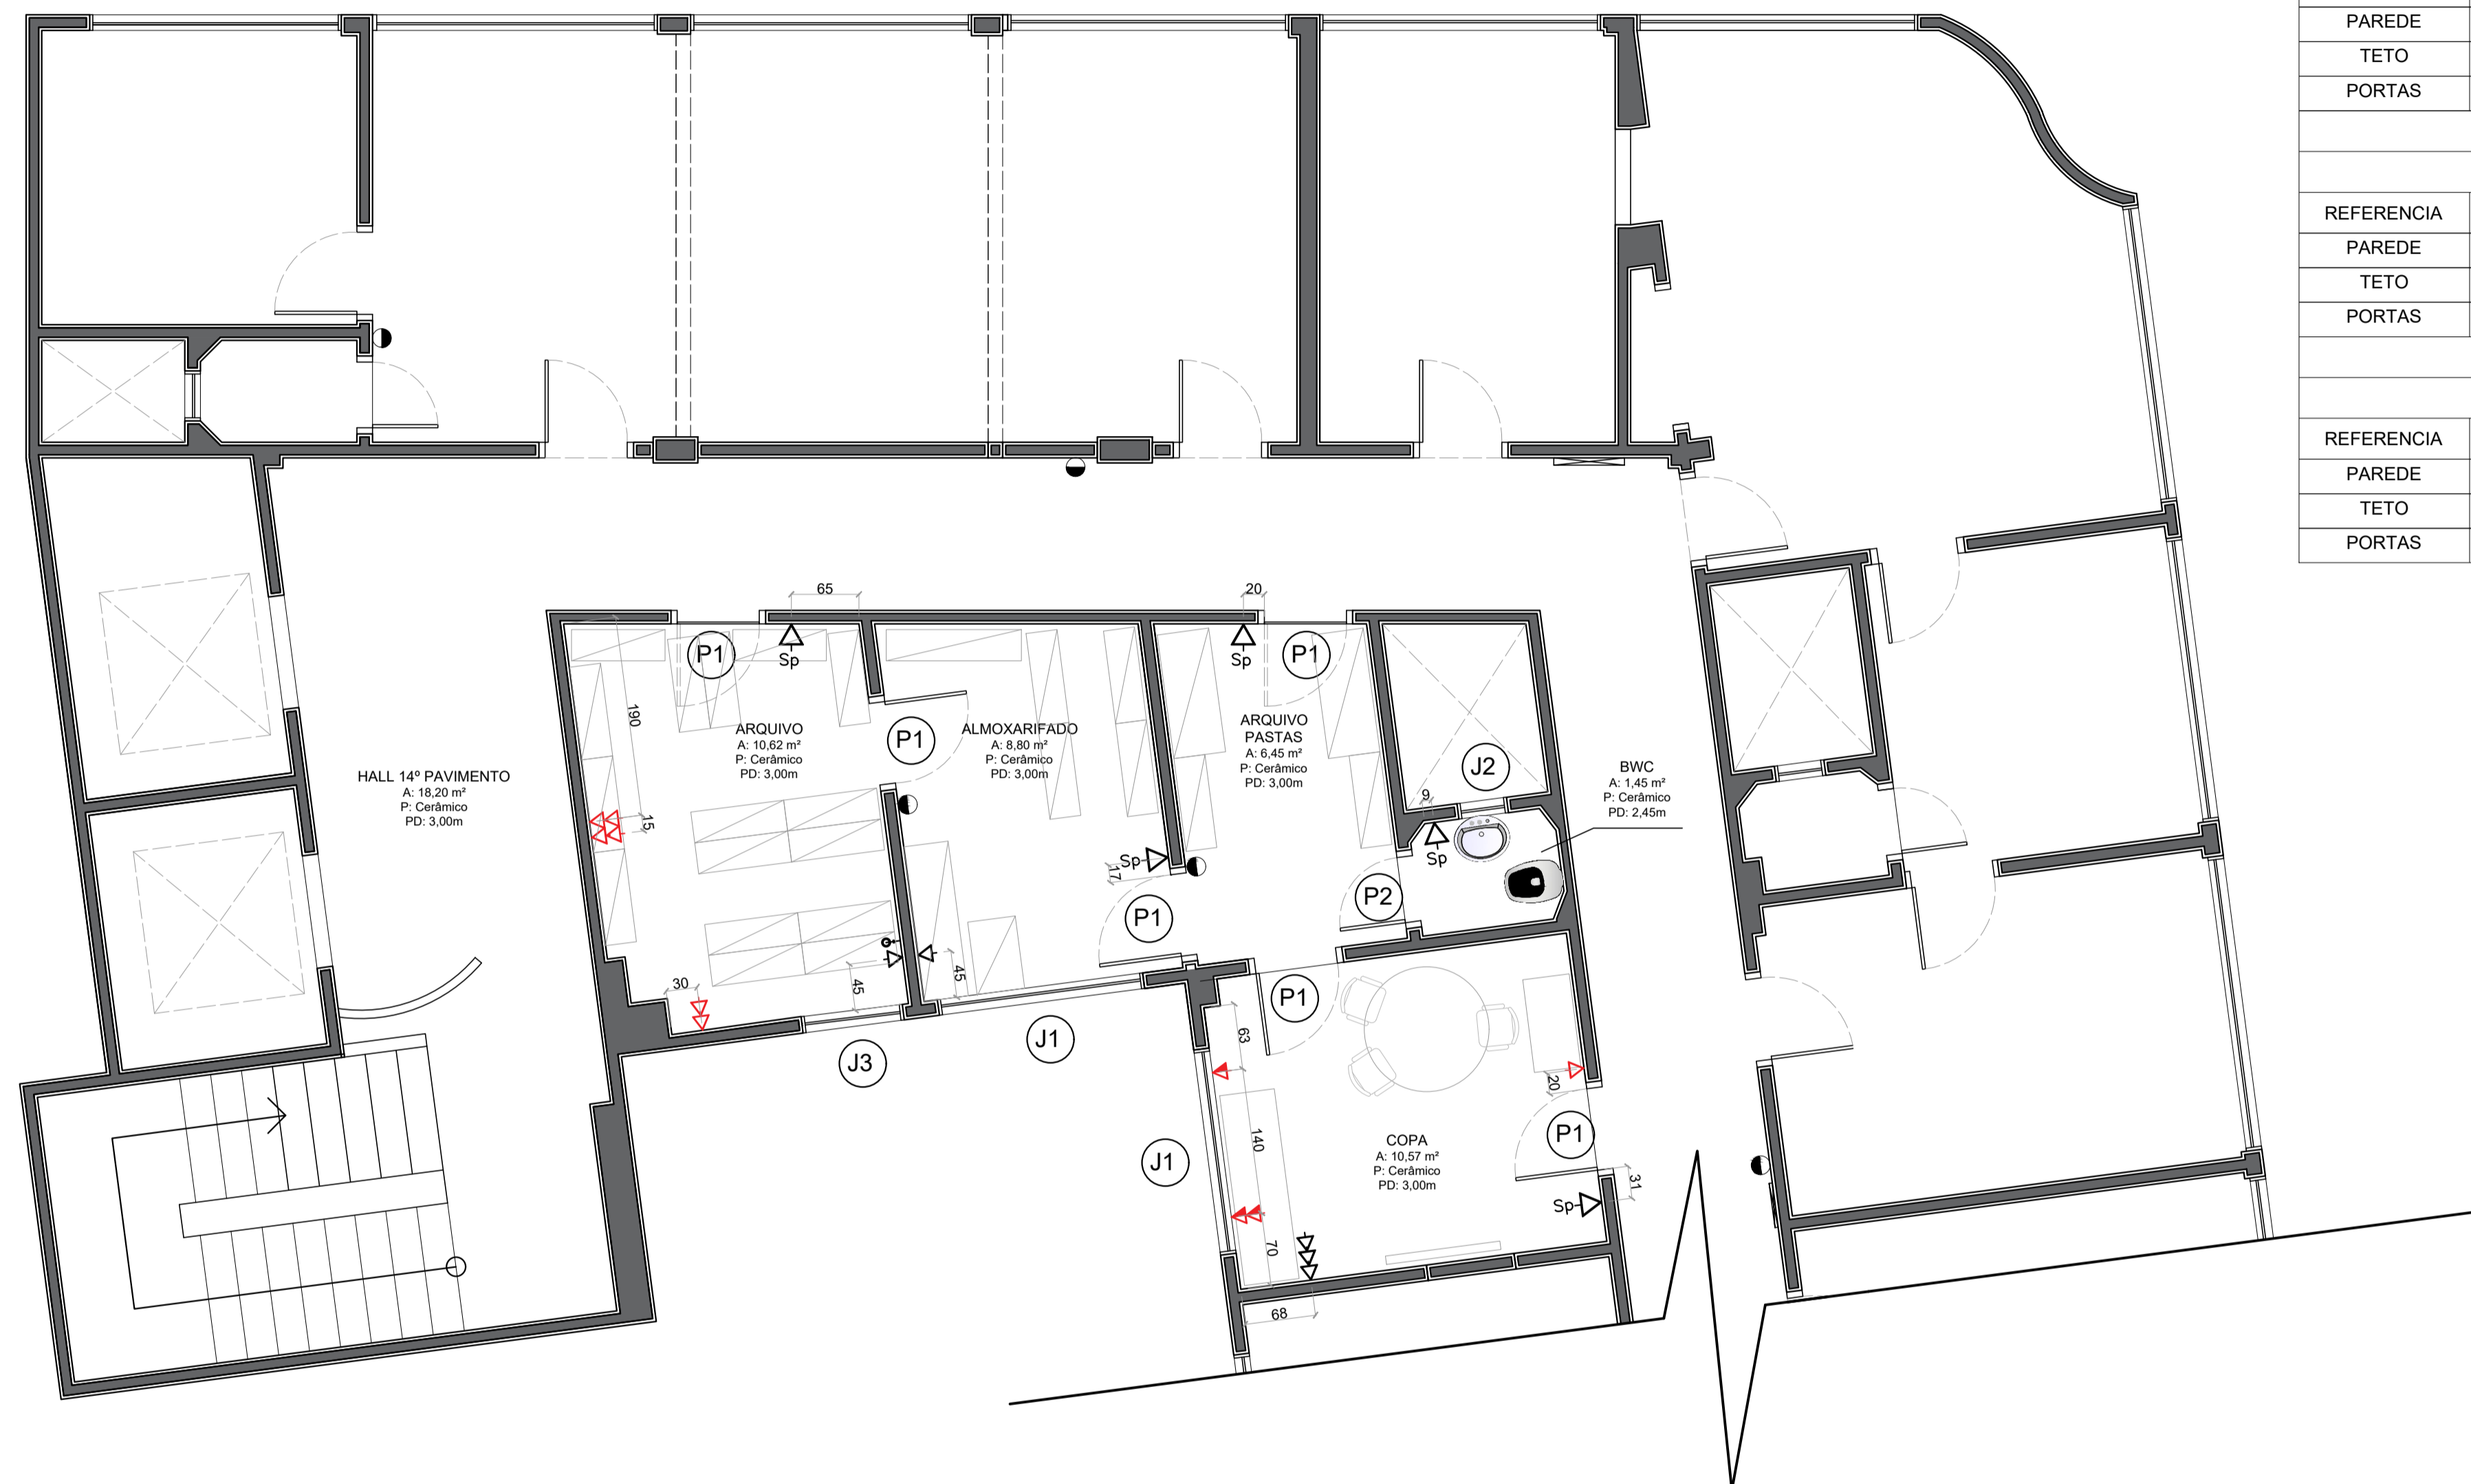 PAREDE
TETO
PORTAS
REFERENCIA
PAREDE
TETO
PORTAS
REFERENCIA
PAREDE
TETO
PORTAS
65
20
P1
Sp
Sp
P1
190
ARQUIVO
A: 10,62 m²
P: Cerâmico
PD: 3,00m
P1
ALMOXARIFADO
A: 8,80 m²
P: Cerâmico
PD: 3,00m
ARQUIVO
PASTAS
A: 6,45 m²
P: Cerâmico
PD: 3,00m
J2
BWC
A: 1,45 m²
P: Cerâmico
PD: 2,45m
HALL 14º PAVIMENTO
A: 18,20 m²
P: Cerâmico
PD: 3,00m
9
15
Sp
Sp
17
P2
P1
30
45
45
P1
63
J3
J1
20
J1
140
COPA
A: 10,57 m²
P: Cerâmico
PD: 3,00m
P1
31
Sp
70
68